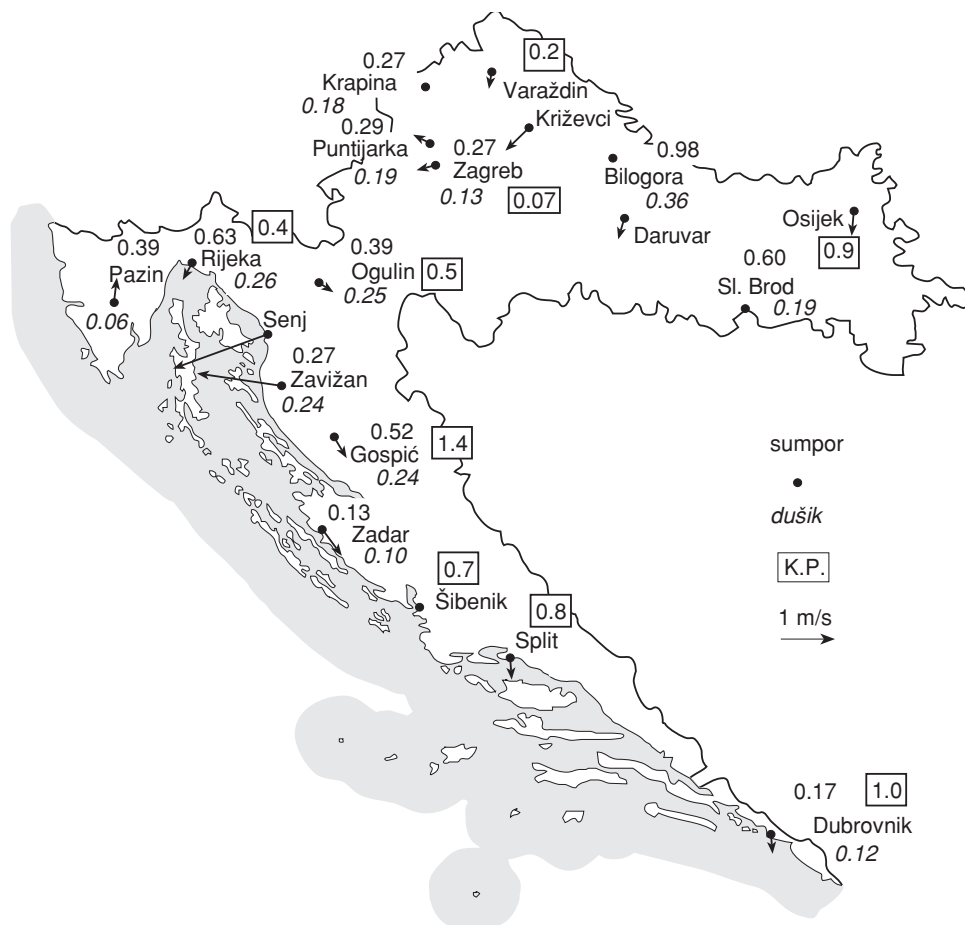 0.2
0.27
Krapina
0.18
Varaždin
Križevci
0.29
Puntijarka
0.19
0.27
Zagreb
0.13
0.07
0.98
Bilogora
0.36
Daruvar
Osijek
0.9
0.60
Sl. Brod
0.19
0.39
Pazin
0.06
0.63
Rijeka
0.26
0.4
0.39
Ogulin
0.25
0.5
Senj
0.27
Zavižan
0.24
0.52
Gospić
0.24
1.4
0.13
Zadar
0.10
0.7
Šibenik
0.8
Split
0.17
1.0
Dubrovnik
0.12
sumpor
dušik
K.P.
1 m/s